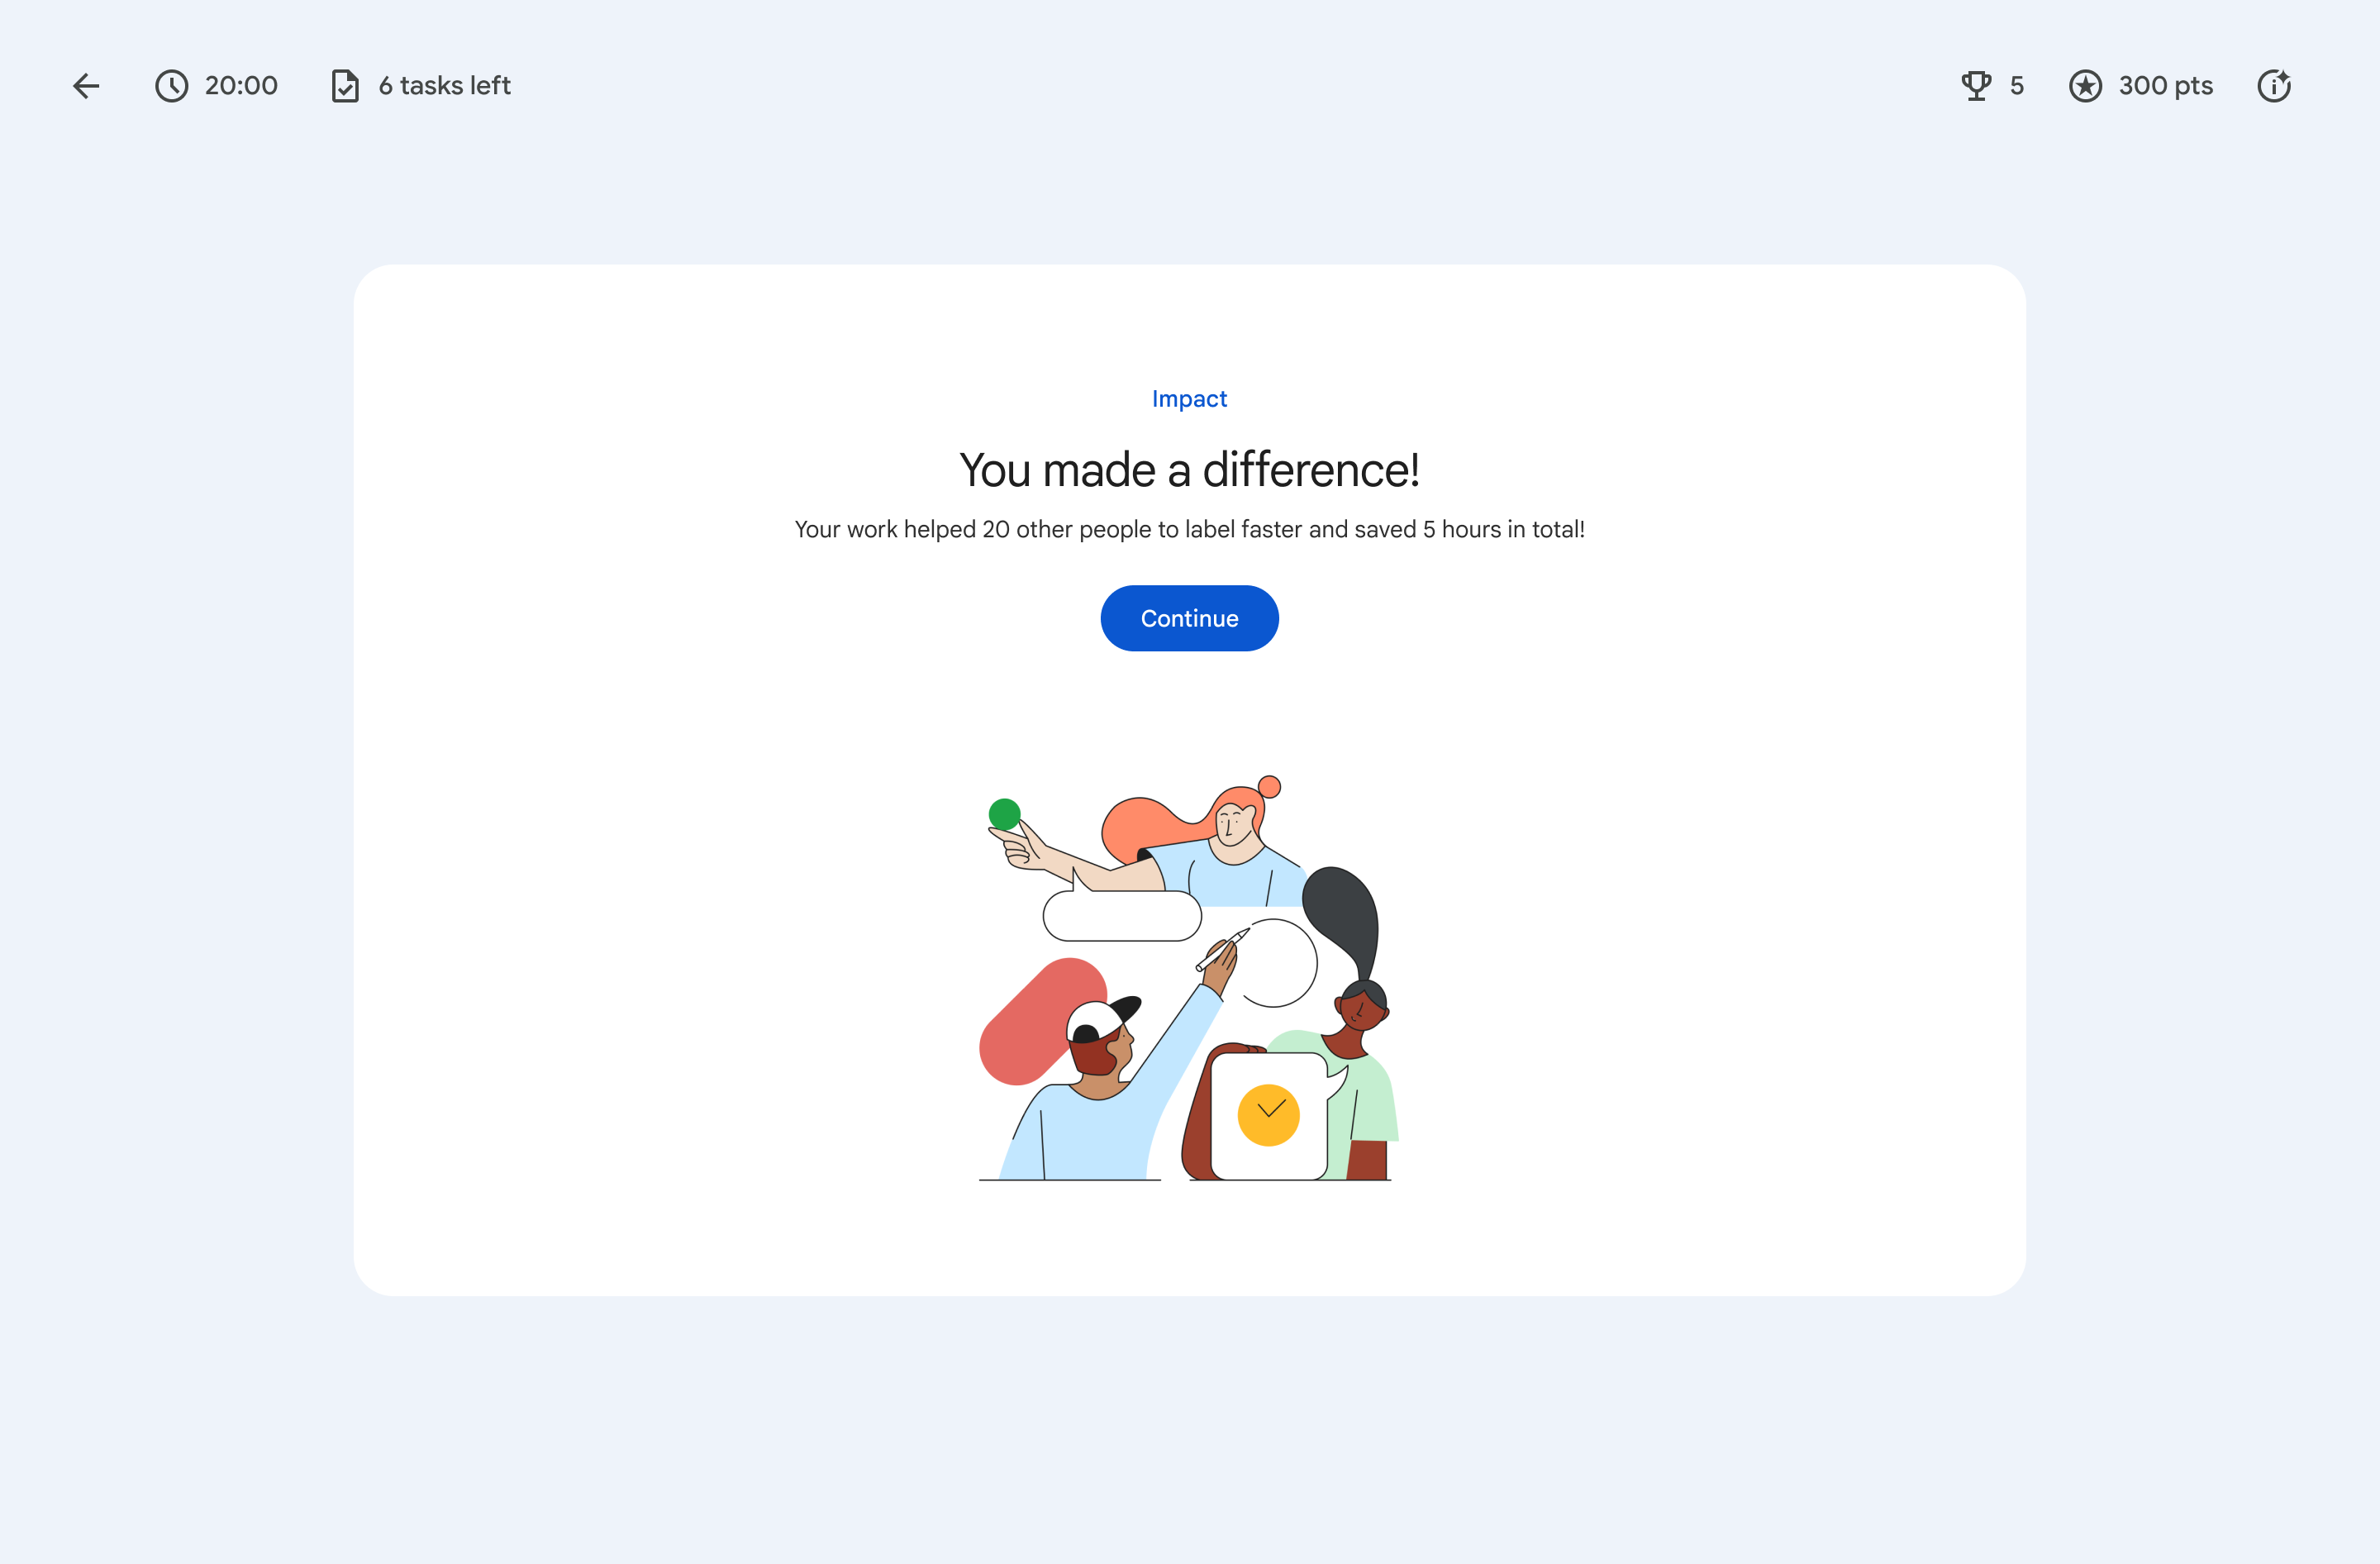 20:00
6 tasks left
5
300 pts
Impact
You made a difference!
Your work helped 20 other people to label faster and saved 5 hours in total!
Continue